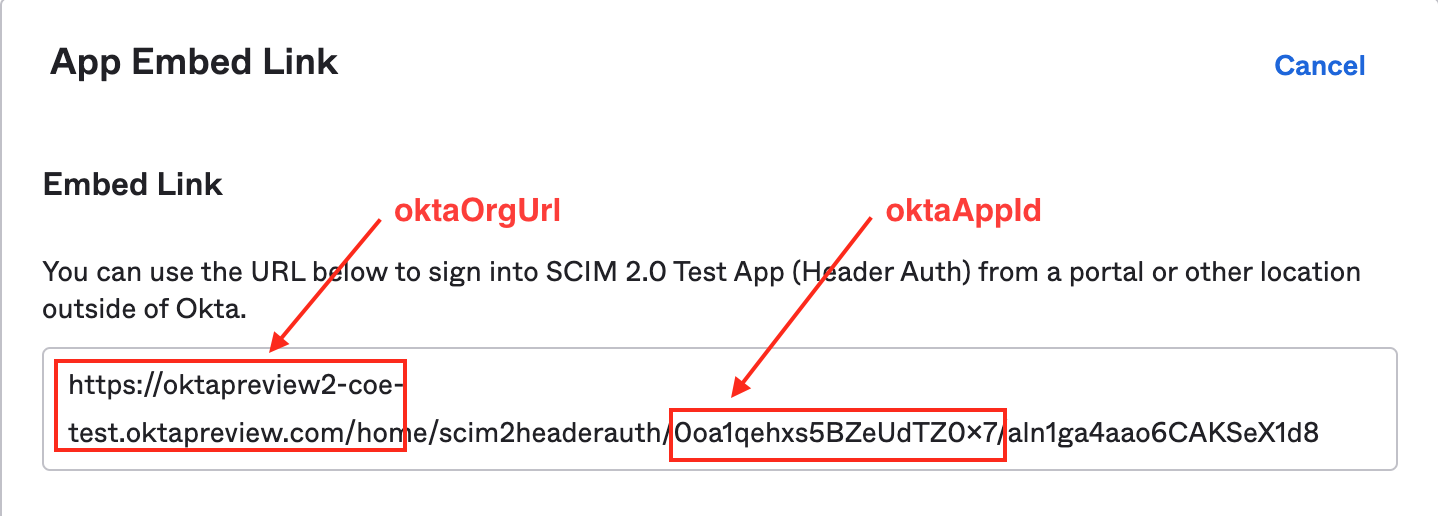 App Embed Link
Cancel
Embed Link
oktaOrgUrl
oktaAppId
You can use the URL below to sign into SCIM 2.0 Test App (Header Auth) from a portal or other location
outside of Okta.
https://oktapreview2-coe-
test.oktapreview.com/home/scim2headerauth/0oa1qehxs5BZeUdTZ0x7/aln1ga4aao6CAKSeX1d8